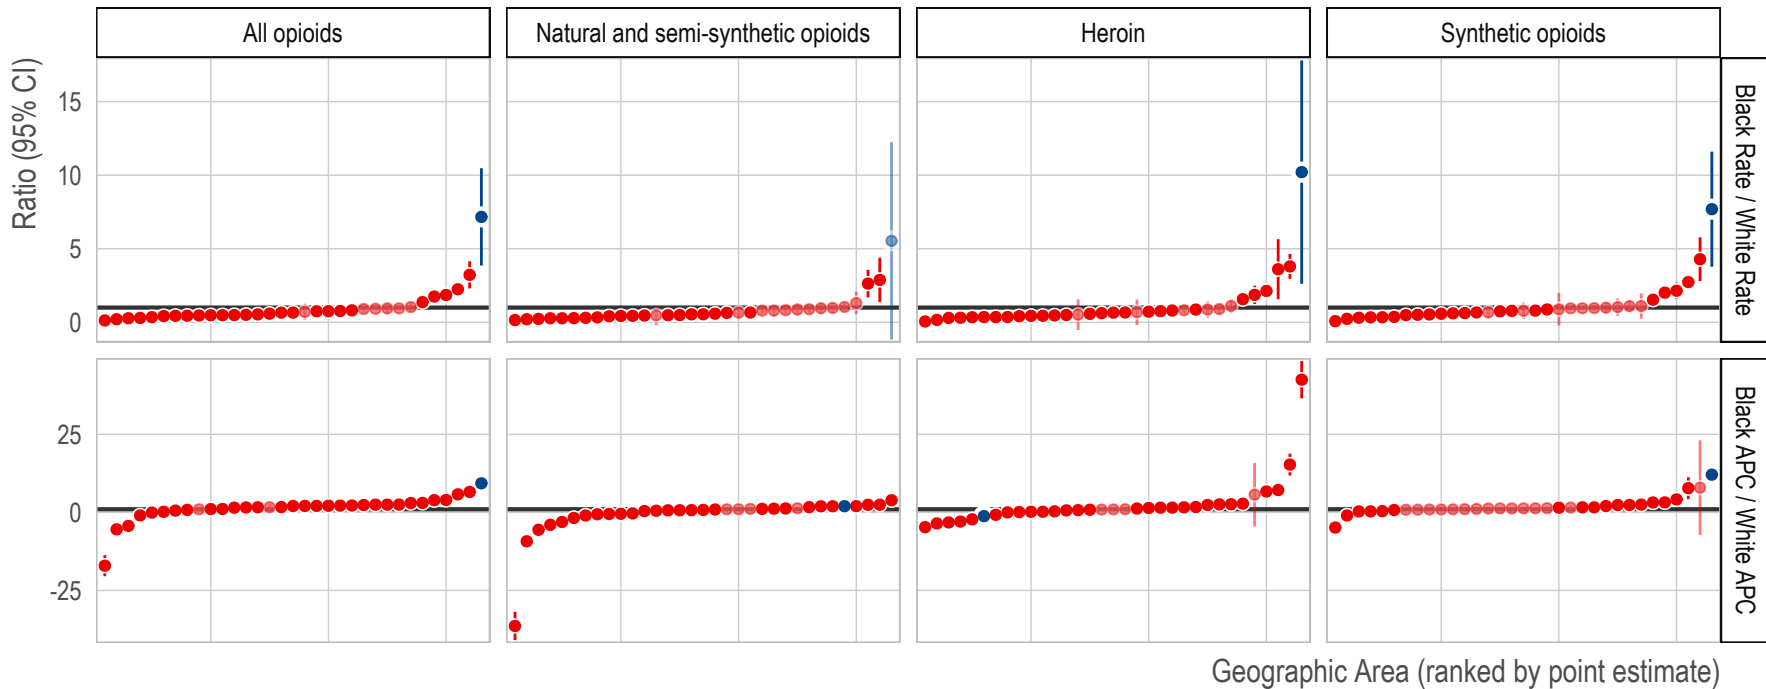 All opioids
Natural and semi-synthetic opioids
Heroin
Synthetic opioids
Ratio (95% CI)
15
10
5
0
Black Rate / White Rate
25
0
-25
Black APC / White APC
Geographic Area (ranked by point estimate)